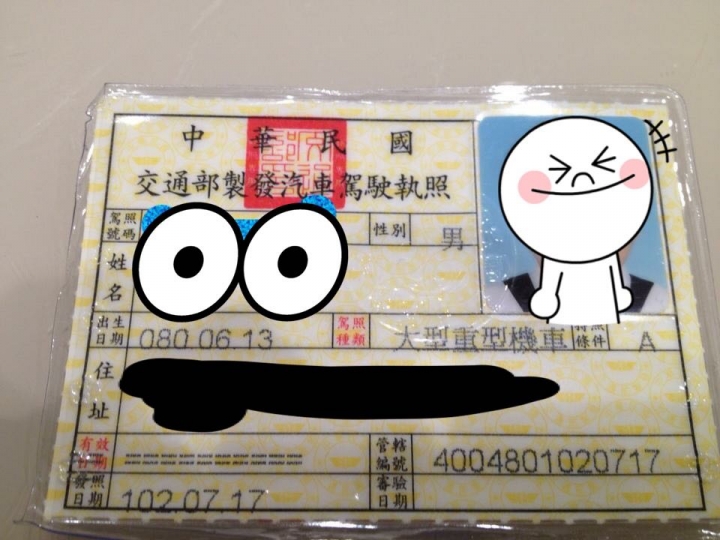 中華民國
交通部製發汽車駕駛執照
駕照號碼
性別 男
姓名
出生日期 080.06.13 駕照種類 大型重型機車 持照條件 A
住址
有效日期 管轄編號 4004801020717
發照日期 102.07.17 審驗日期